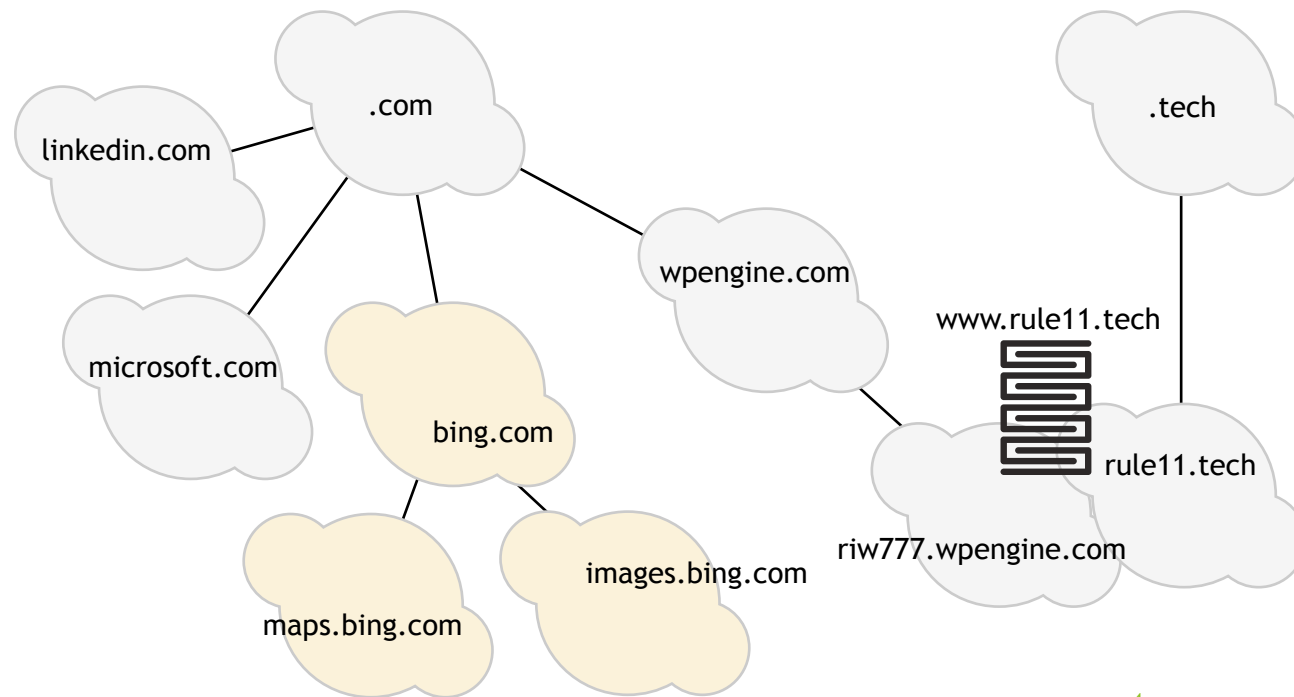 .com
.tech
linkedin.com
wpengine.com
www.rule11.tech
microsoft.com
bing.com
rule11.tech
riw777.wpengine.com
images.bing.com
maps.bing.com